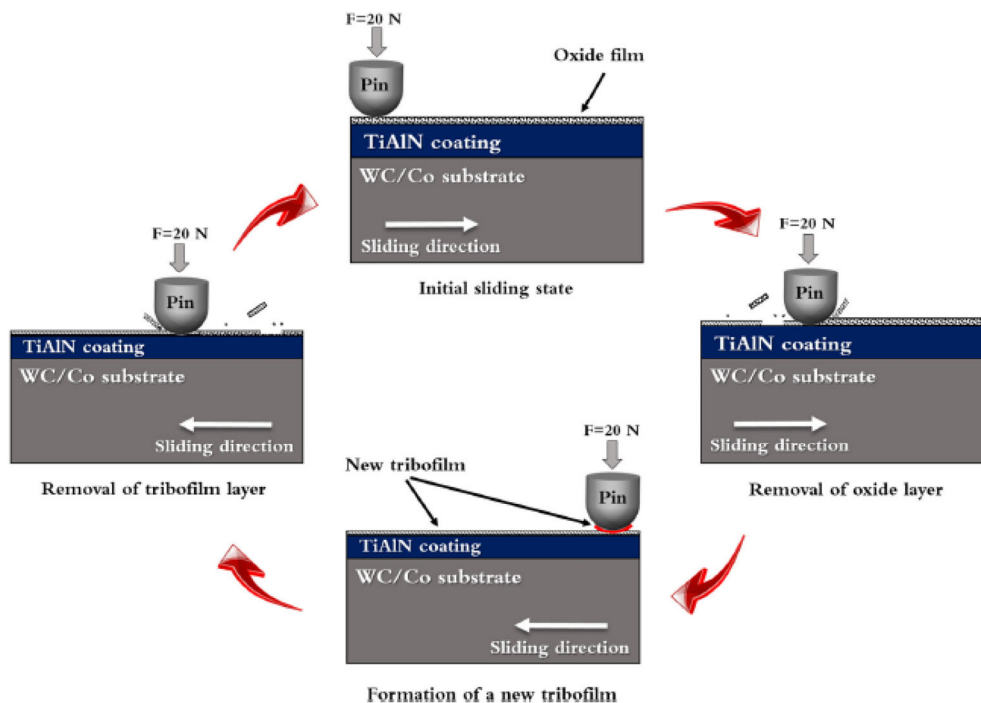 F=20 N
Pin
Oxide film
TiAlN coating
WC/Co substrate
Sliding direction
Initial sliding state
F=20 N
Pin
TiAlN coating
WC/Co substrate
Sliding direction
Removal of oxide layer
F=20 N
Pin
New tribofilm
TiAlN coating
WC/Co substrate
Sliding direction
Formation of a new tribofilm
F=20 N
Pin
TiAlN coating
WC/Co substrate
Sliding direction
Removal of tribofilm layer